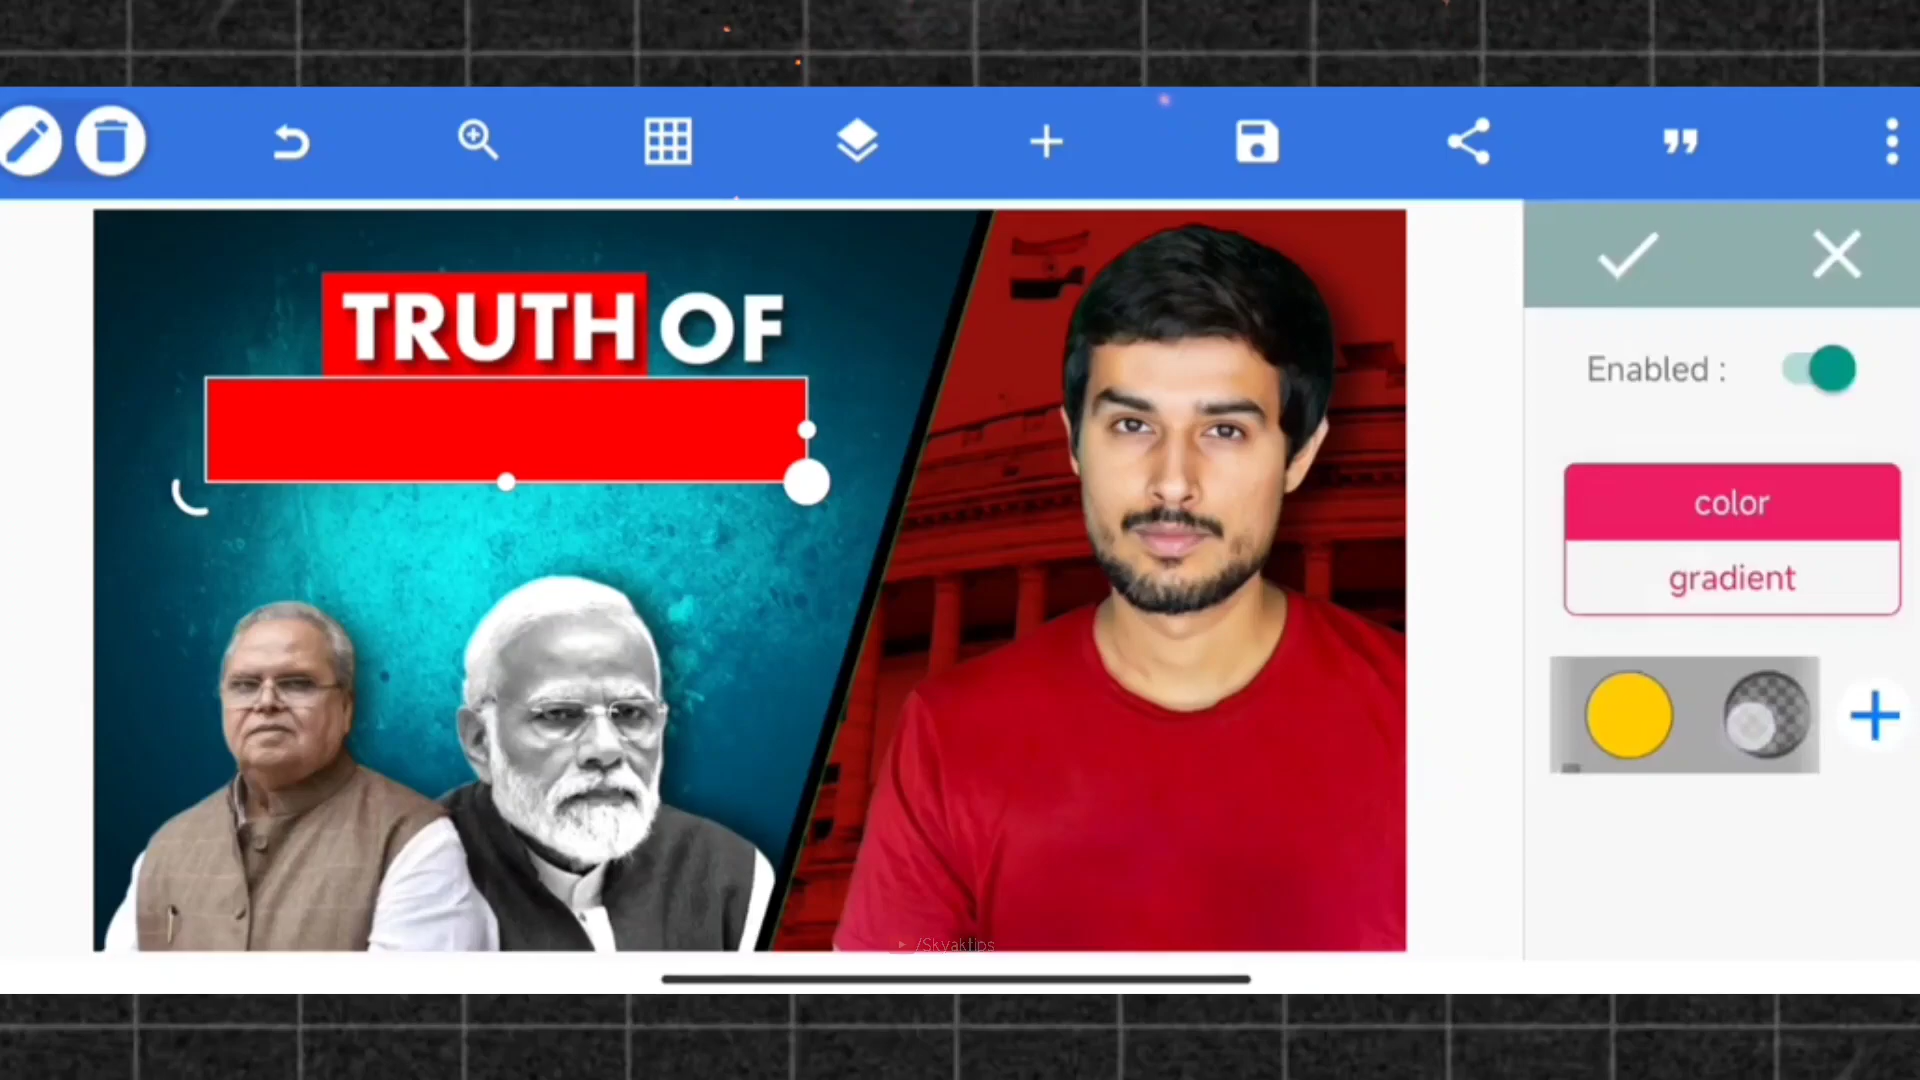 TRUTH OF
Enabled :
color
gradient
/Skyaktips